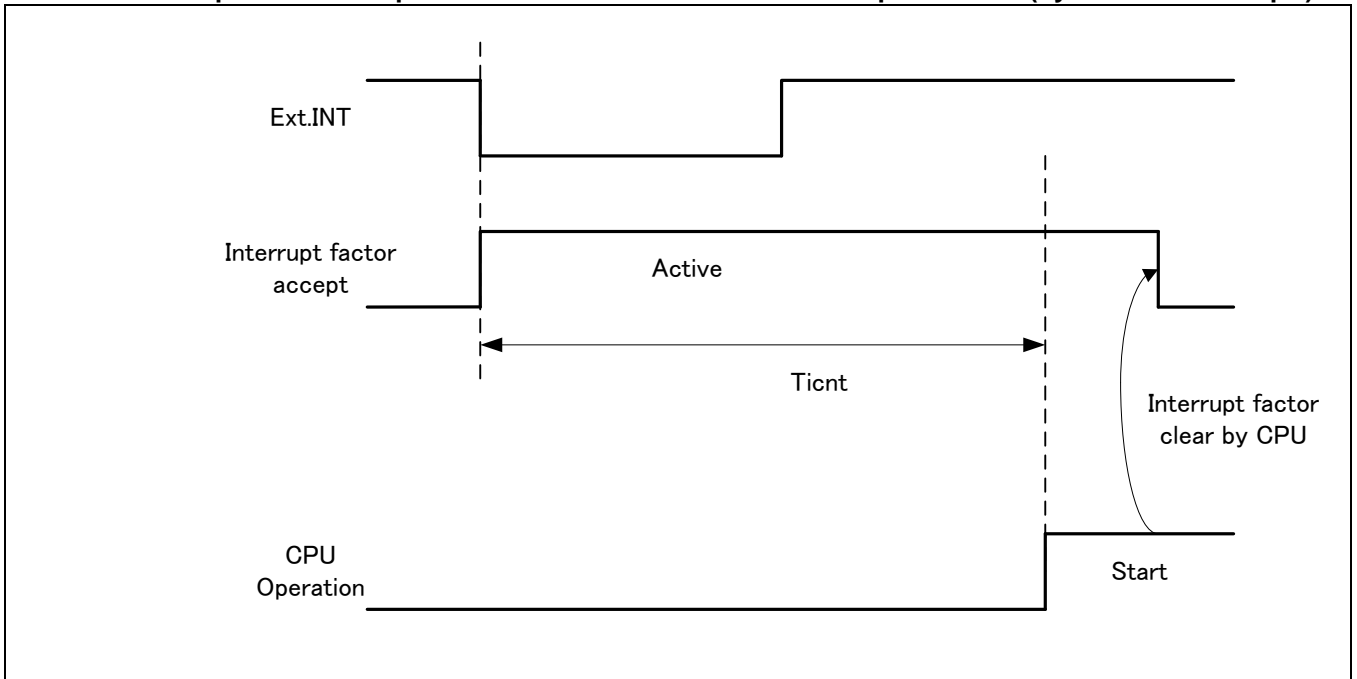 Ext.INT
Interrupt factor
accept
Active
Ticnt
Interrupt factor
clear by CPU
CPU
Operation
Start